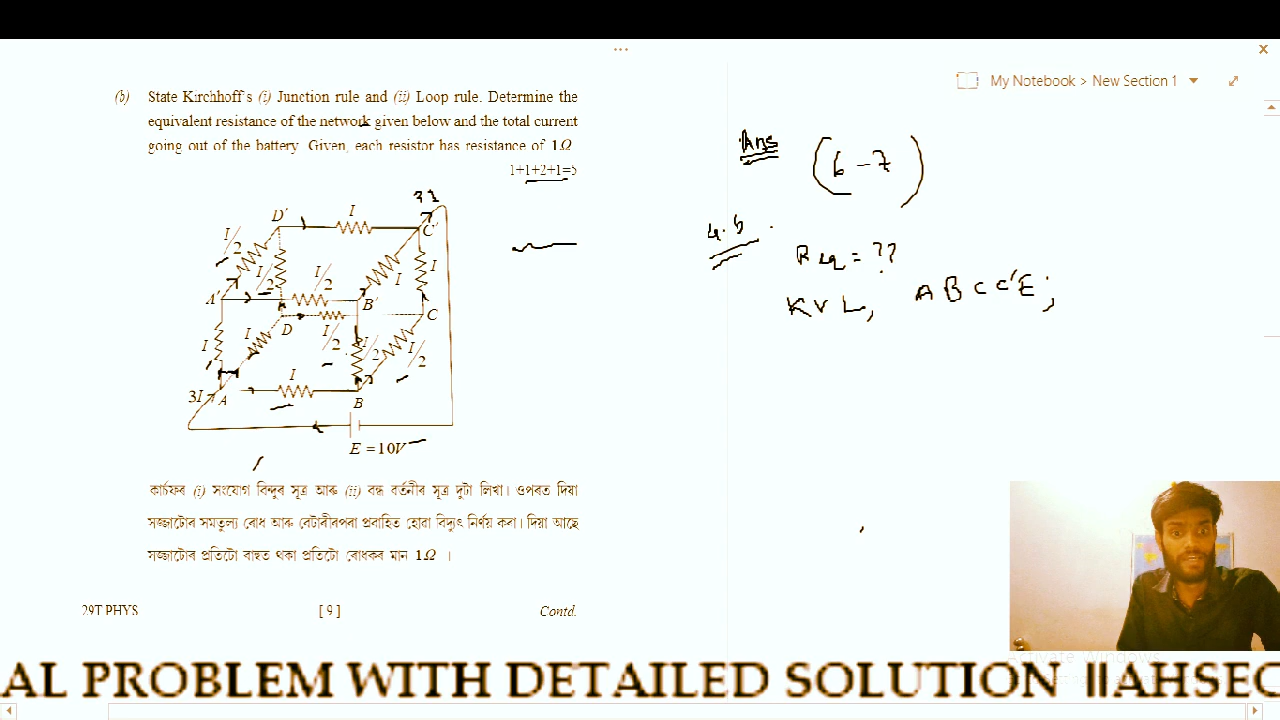 My Notebook > New Section 1
(b) State Kirchhoff's (i) Junction rule and (ii) Loop rule. Determine the
equivalent resistance of the network given below and the total current
going out of the battery. Given, each resistor has resistance of 1Ω
1+1+2+1=5
3I
D' I C'
I/2 I/2 I/2 I I
A' B'
D C
I I I/2 I/2 I/2
I
3I A B
E = 10V
কাৰ্চফৰ (i) সংযোগ বিন্দুৰ সূত্ৰ আৰু (ii) বন্ধ বৰ্তনীৰ সূত্ৰ দুটা লিখা। ওপৰত দিয়া
সজ্জাটোৰ সমতুল্য ৰোধ আৰু বেটাৰীৰপৰা প্ৰবাহিত হোৱা বিদ্যুৎ নিৰ্ণয় কৰা। দিয়া আছে
সজ্জাটোৰ প্ৰতিটো বাহুত থকা প্ৰতিটো ৰোধকৰ মান 1Ω ।
29T PHYS [ 9 ] Contd.
Ans (6 - 7)
4.b.
Req = ??
KVL, ABCC'E;
Activate Windows
AL PROBLEM WITH DETAILED SOLUTION ||AHSEC